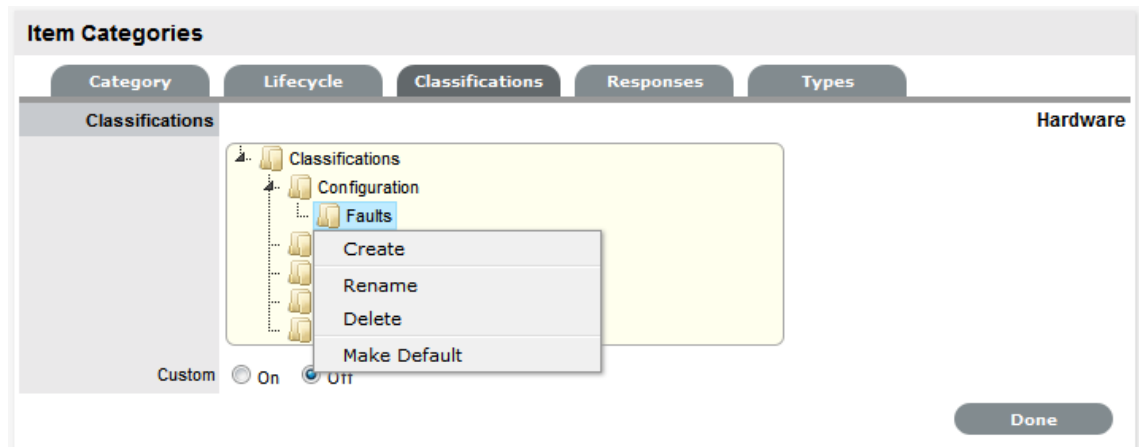 Item Categories
Category Lifecycle Classifications Responses Types
Classifications Hardware
Classifications
Configuration
Faults
Create
Rename
Delete
Make Default
Custom On Off
Done